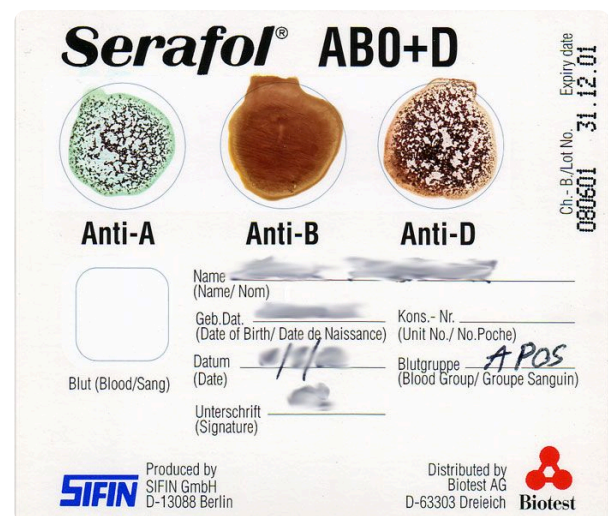 Serafol® ABO+D
Anti-A Anti-B Anti-D
Ch.- B./Lot No. Expiry date
080601 31.12.01
Name
(Name/ Nom)
Geb.Dat. Kons.- Nr.
(Date of Birth/ Date de Naissance) (Unit No./ No.Poche)
Datum Blutgruppe A POS
(Date) (Blood Group/ Groupe Sanguin)
Blut (Blood/Sang)
Unterschrift
(Signature)
SIFIN
Produced by
SIFIN GmbH
D-13088 Berlin
Distributed by
Biotest AG
D-63303 Dreieich
Biotest